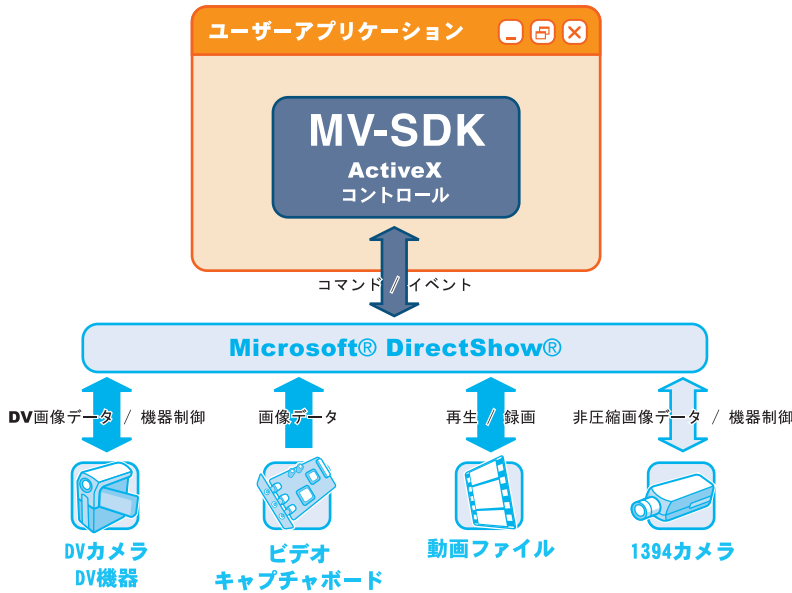 ユーザーアプリケーション
MV-SDK
ActiveX
コントロール
コマンド / イベント
Microsoft® DirectShow®
DV画像データ / 機器制御
画像データ
再生 / 録画
非圧縮画像データ / 機器制御
DVカメラ
DV機器
ビデオ
キャプチャボード
動画ファイル
1394カメラ